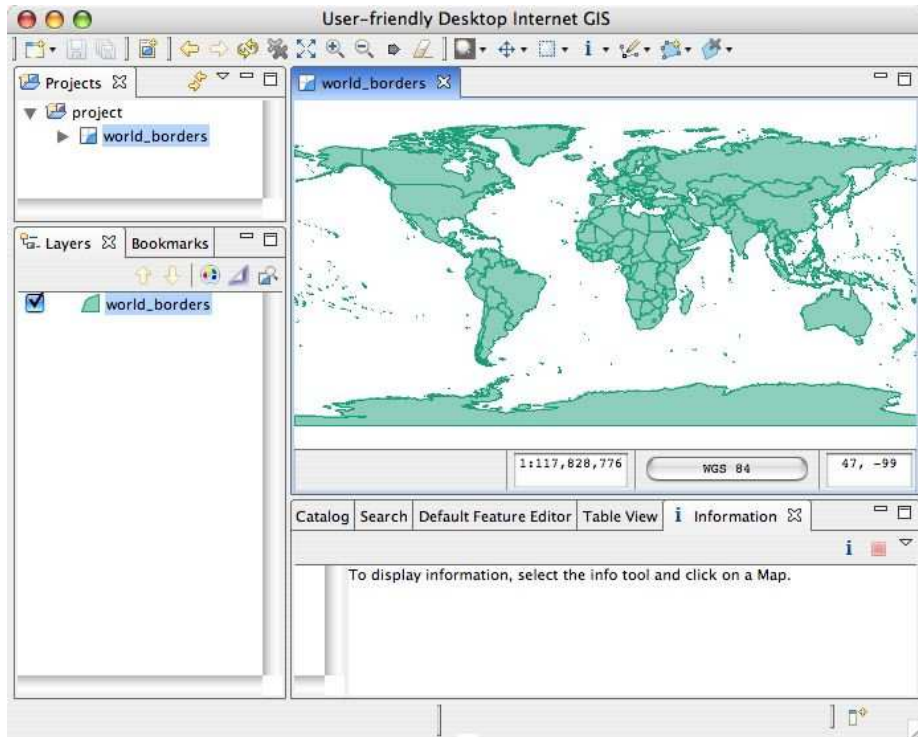 User-friendly Desktop Internet GIS
Projects
project
world_borders
Layers
Bookmarks
world_borders
world_borders
1:117,828,776
WGS 84
47, -99
Catalog
Search
Default Feature Editor
Table View
i Information
i
To display information, select the info tool and click on a Map.